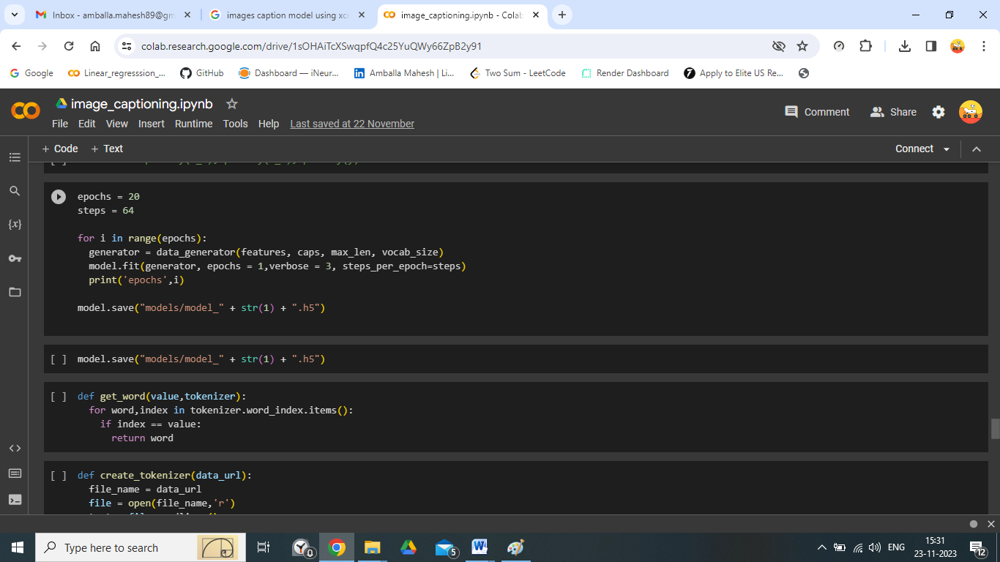 Inbox - amballa.mahesh89@gm
images caption model using xce
image_captioning.ipynb - Colab
colab.research.google.com/drive/1sOHAiTcXSwqpfQ4c25YuQWy66ZpB2y91
Google
Linear_regresssion_...
GitHub
Dashboard — iNeur...
Amballa Mahesh | Li...
Two Sum - LeetCode
Render Dashboard
Apply to Elite US Re...
image_captioning.ipynb
Comment
Share
File Edit View Insert Runtime Tools Help Last saved at 22 November
+ Code + Text
Connect
epochs = 20
steps = 64
for i in range(epochs):
generator = data_generator(features, caps, max_len, vocab_size)
model.fit(generator, epochs = 1,verbose = 3, steps_per_epoch=steps)
print('epochs',i)
model.save("models/model_" + str(1) + ".h5")
[ ] model.save("models/model_" + str(1) + ".h5")
[ ] def get_word(value,tokenizer):
for word,index in tokenizer.word_index.items():
if index == value:
return word
[ ] def create_tokenizer(data_url):
file_name = data_url
file = open(file_name,'r')
{x}
Type here to search
0
5
ENG
15:31
23-11-2023
12